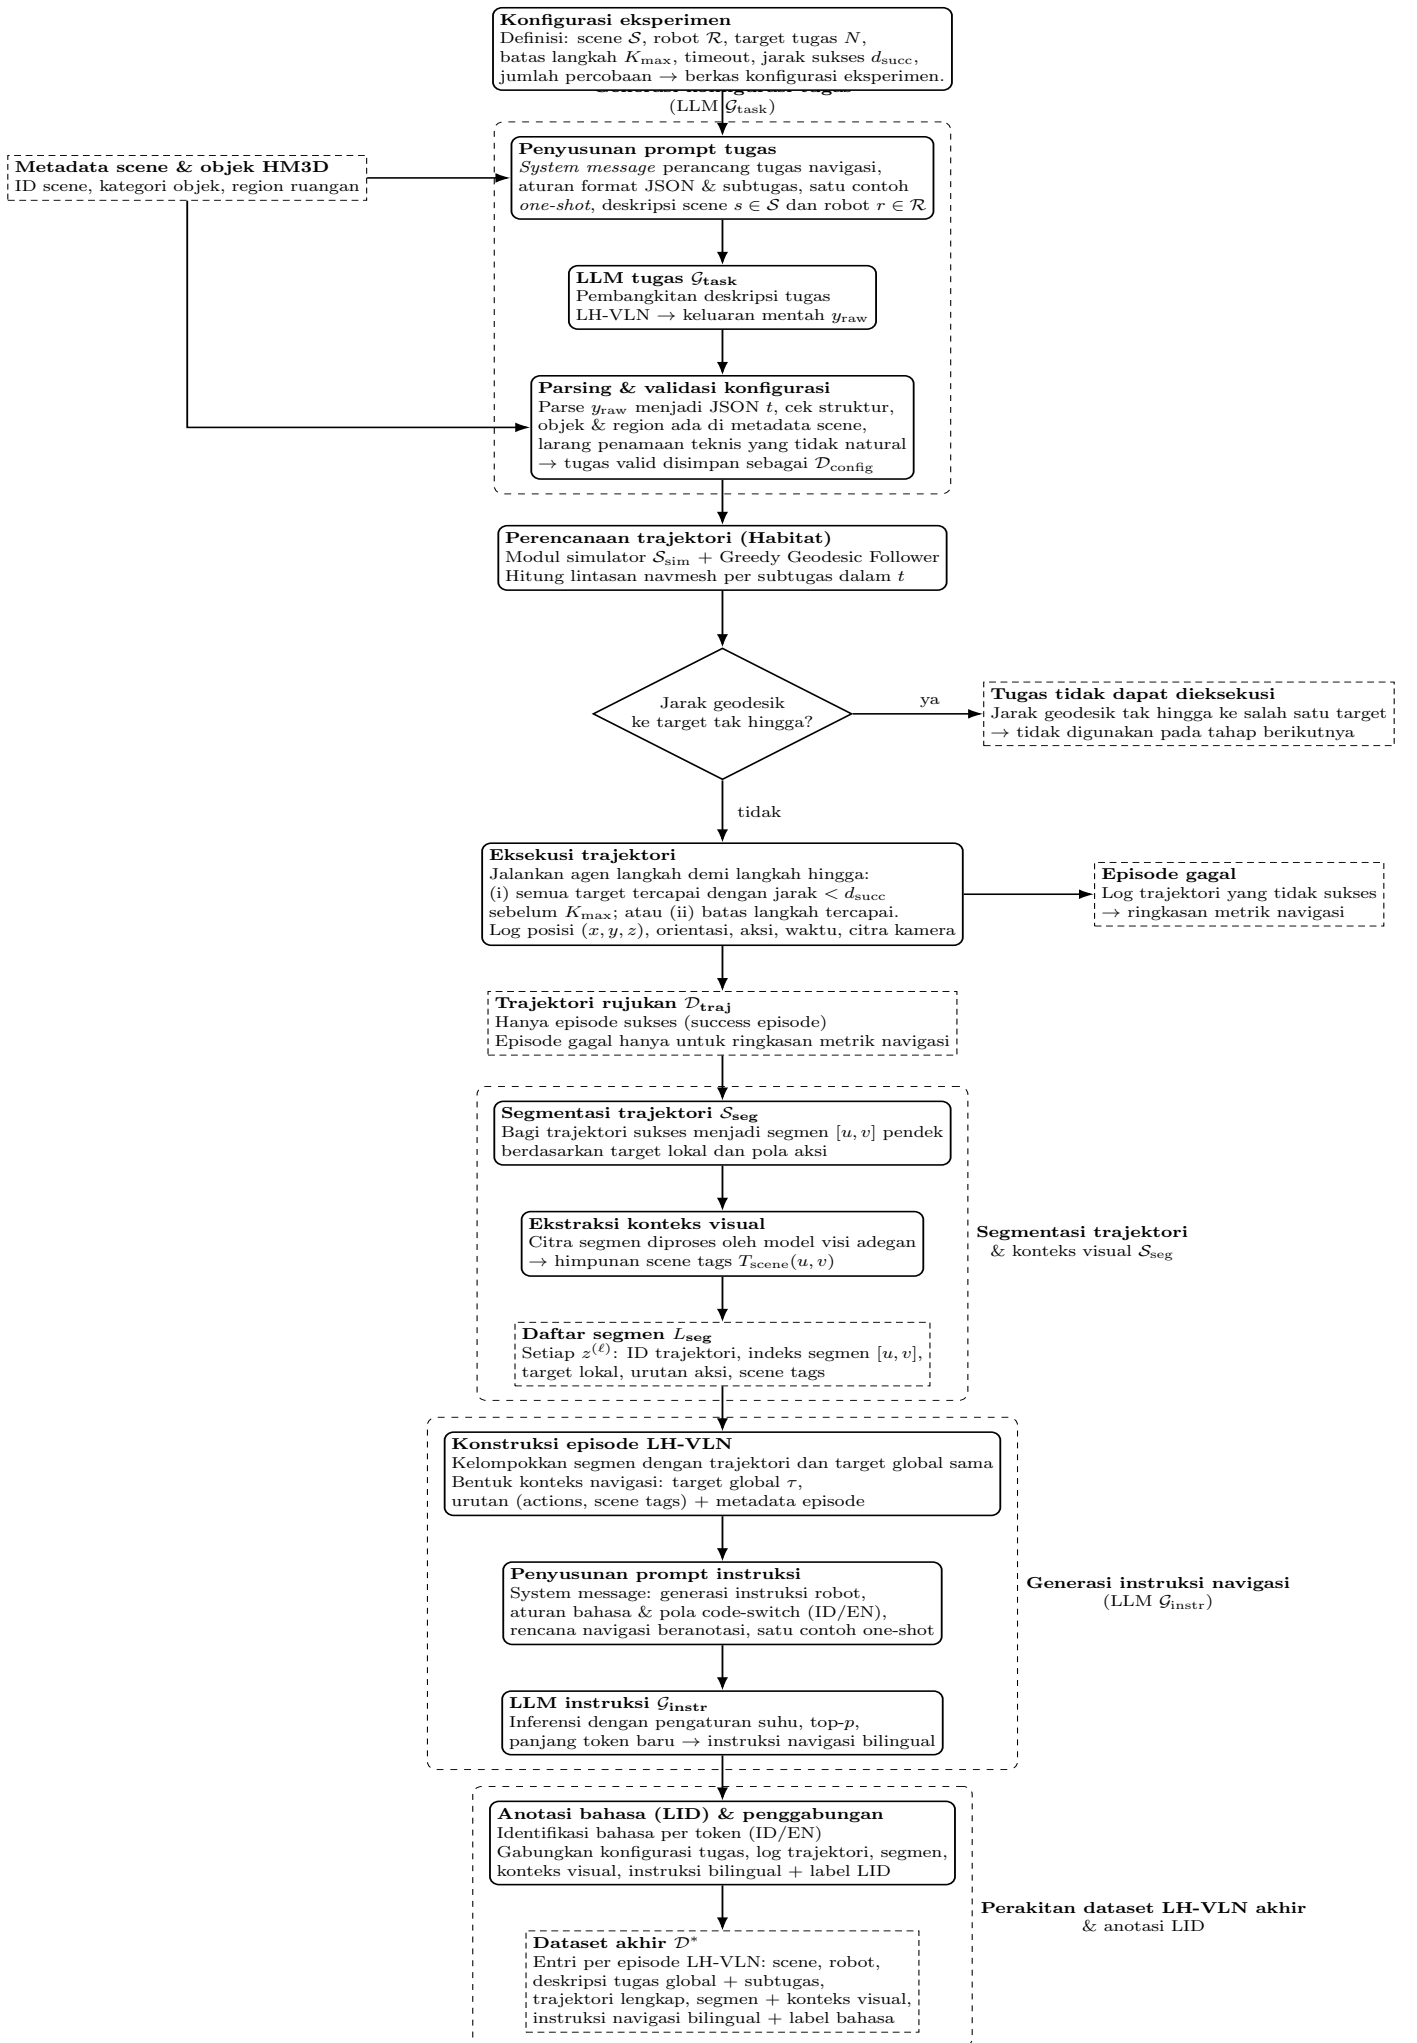 Konfigurasi eksperimen
Definisi: scene 𝒮, robot ℛ, target tugas N,
batas langkah K_max, timeout, jarak sukses d_succ,
jumlah percobaan → berkas konfigurasi eksperimen.
(LLM 𝒢_task)
Metadata scene & objek HM3D
ID scene, kategori objek, region ruangan
Penyusunan prompt tugas
System message perancang tugas navigasi,
aturan format JSON & subtugas, satu contoh
one-shot, deskripsi scene s ∈ 𝒮 dan robot r ∈ ℛ
LLM tugas 𝒢_task
Pembangkitan deskripsi tugas
LH-VLN → keluaran mentah y_raw
Parsing & validasi konfigurasi
Parse y_raw menjadi JSON t, cek struktur,
objek & region ada di metadata scene,
larang penamaan teknis yang tidak natural
→ tugas valid disimpan sebagai 𝒟_config
Perencanaan trajektori (Habitat)
Modul simulator 𝒮_sim + Greedy Geodesic Follower
Hitung lintasan navmesh per subtugas dalam t
Jarak geodesik
ke target tak hingga?
ya
Tugas tidak dapat dieksekusi
Jarak geodesik tak hingga ke salah satu target
→ tidak digunakan pada tahap berikutnya
tidak
Eksekusi trajektori
Jalankan agen langkah demi langkah hingga:
(i) semua target tercapai dengan jarak < d_succ
sebelum K_max; atau (ii) batas langkah tercapai.
Log posisi (x, y, z), orientasi, aksi, waktu, citra kamera
Episode gagal
Log trajektori yang tidak sukses
→ ringkasan metrik navigasi
Trajektori rujukan 𝒟_traj
Hanya episode sukses (success episode)
Episode gagal hanya untuk ringkasan metrik navigasi
Segmentasi trajektori 𝒮_seg
Bagi trajektori sukses menjadi segmen [u, v] pendek
berdasarkan target lokal dan pola aksi
Ekstraksi konteks visual
Citra segmen diproses oleh model visi adegan
→ himpunan scene tags T_scene(u, v)
Segmentasi trajektori
& konteks visual 𝒮_seg
Daftar segmen L_seg
Setiap z^(ℓ): ID trajektori, indeks segmen [u, v],
target lokal, urutan aksi, scene tags
Konstruksi episode LH-VLN
Kelompokkan segmen dengan trajektori dan target global sama
Bentuk konteks navigasi: target global τ,
urutan (actions, scene tags) + metadata episode
Penyusunan prompt instruksi
System message: generasi instruksi robot,
aturan bahasa & pola code-switch (ID/EN),
rencana navigasi beranotasi, satu contoh one-shot
Generasi instruksi navigasi
(LLM 𝒢_instr)
LLM instruksi 𝒢_instr
Inferensi dengan pengaturan suhu, top-p,
panjang token baru → instruksi navigasi bilingual
Anotasi bahasa (LID) & penggabungan
Identifikasi bahasa per token (ID/EN)
Gabungkan konfigurasi tugas, log trajektori, segmen,
konteks visual, instruksi bilingual + label LID
Perakitan dataset LH-VLN akhir
& anotasi LID
Dataset akhir 𝒟*
Entri per episode LH-VLN: scene, robot,
deskripsi tugas global + subtugas,
trajektori lengkap, segmen + konteks visual,
instruksi navigasi bilingual + label bahasa